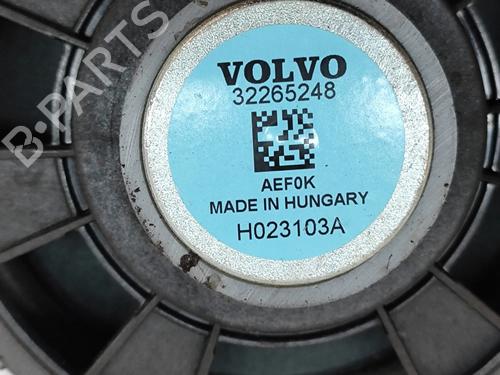 B-PARTS
VOLVO
32265248
AEF0K
MADE IN HUNGARY
H023103A